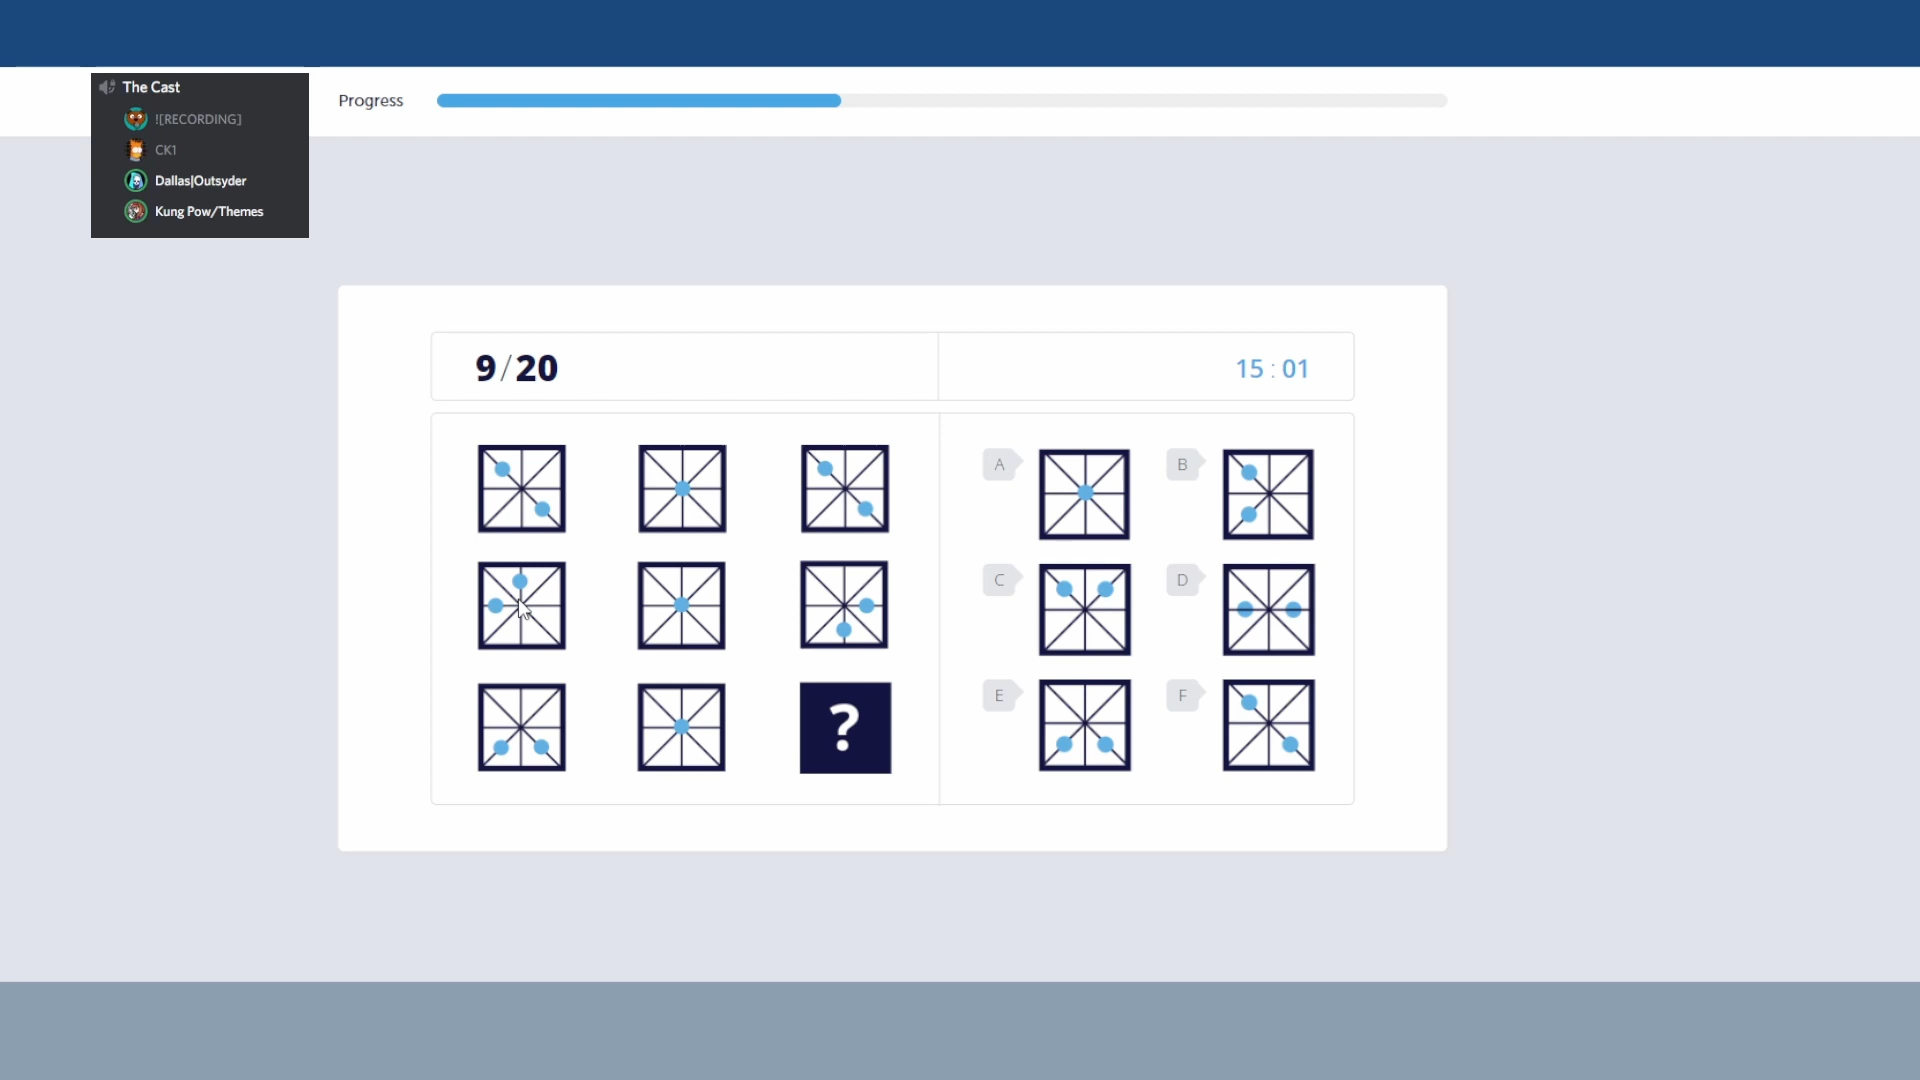 The Cast
![RECORDING]
CK1
Dallas|Outsyder
Kung Pow/Themes
Progress
9/20
15 : 01
?
A
B
C
D
E
F